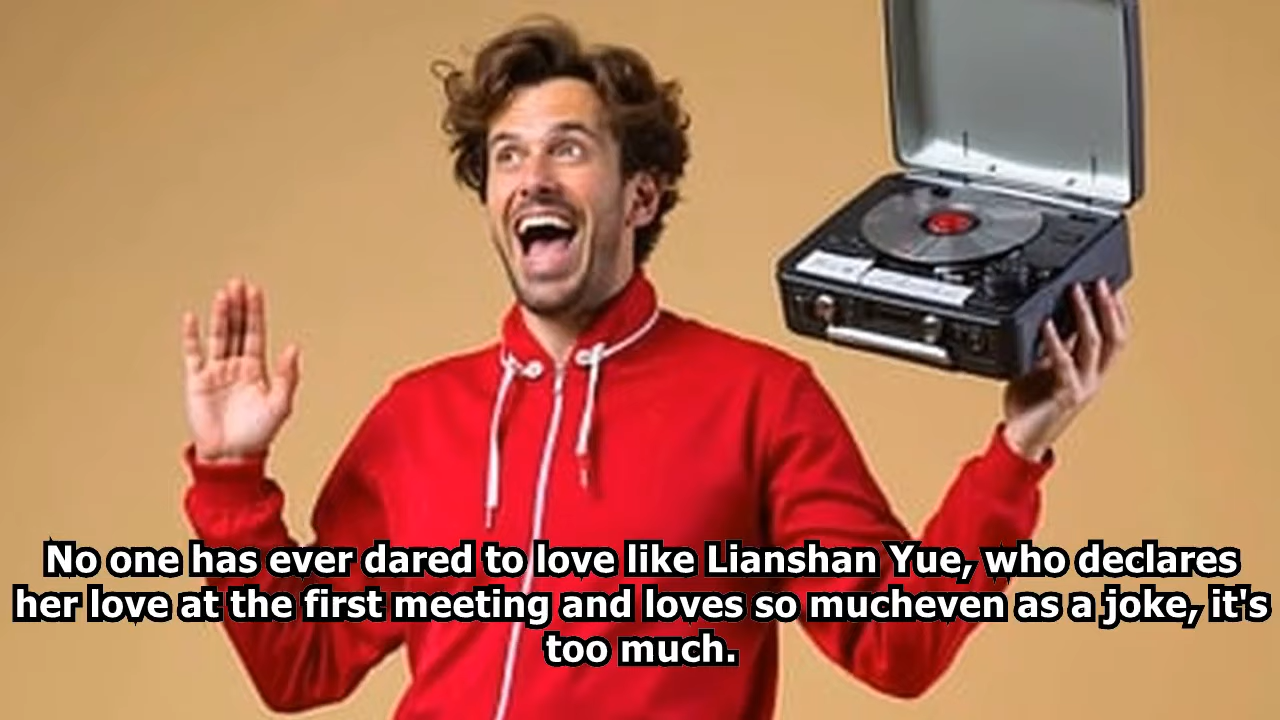 No one has ever dared to love like Lianshan Yue, who declares
her love at the first meeting and loves so mucheven as a joke, it's
too much.